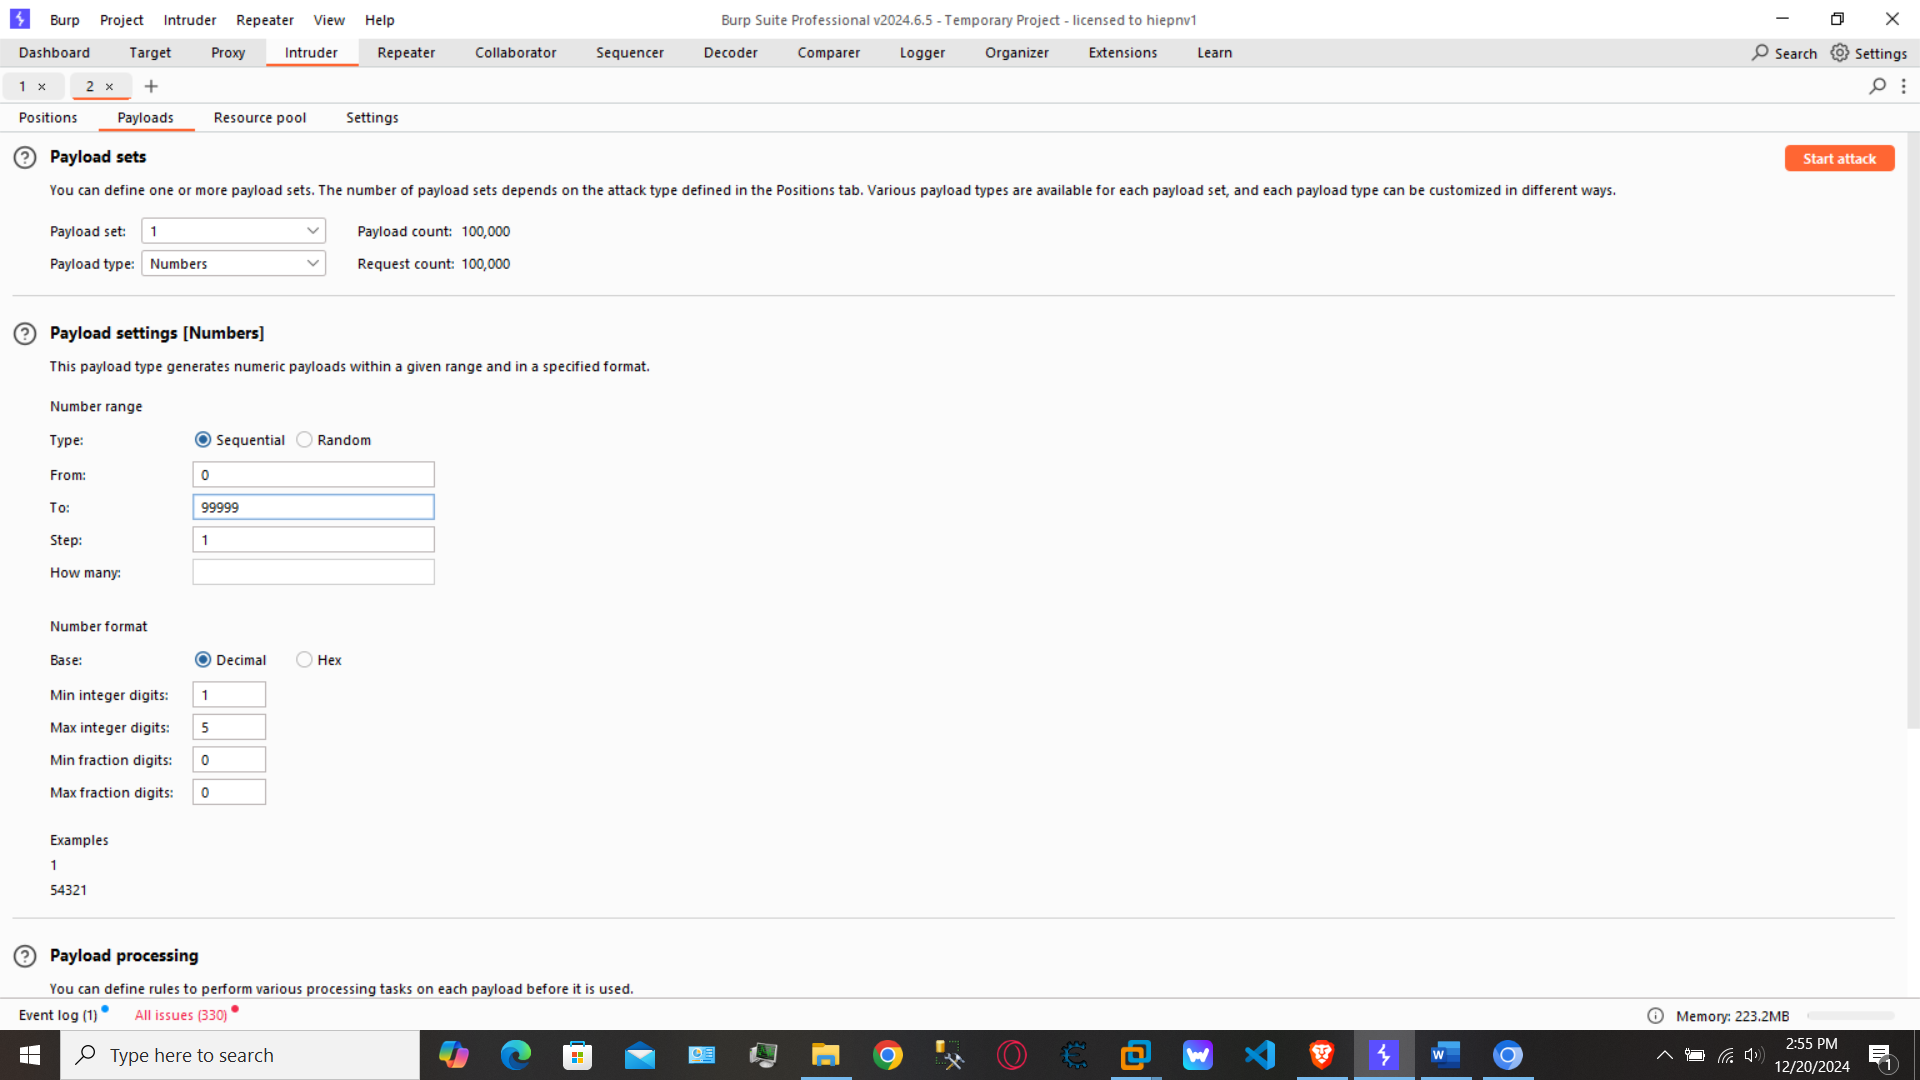 Burp Project Intruder Repeater View Help
Burp Suite Professional v2024.6.5 - Temporary Project - licensed to hiepnv1
Dashboard Target Proxy Intruder Repeater Collaborator Sequencer Decoder Comparer Logger Organizer Extensions Learn
Search Settings
1 × 2 × +
Positions Payloads Resource pool Settings
? Payload sets
Start attack
You can define one or more payload sets. The number of payload sets depends on the attack type defined in the Positions tab. Various payload types are available for each payload set, and each payload type can be customized in different ways.
Payload set: 1 Payload count: 100,000
Payload type: Numbers Request count: 100,000
? Payload settings [Numbers]
This payload type generates numeric payloads within a given range and in a specified format.
Number range
Type: Sequential Random
From: 0
To: 99999
Step: 1
How many:
Number format
Base: Decimal Hex
Min integer digits: 1
Max integer digits: 5
Min fraction digits: 0
Max fraction digits: 0
Examples
1
54321
? Payload processing
You can define rules to perform various processing tasks on each payload before it is used.
Event log (1) All issues (330)
Memory: 223.2MB
Type here to search
2:55 PM
12/20/2024
1